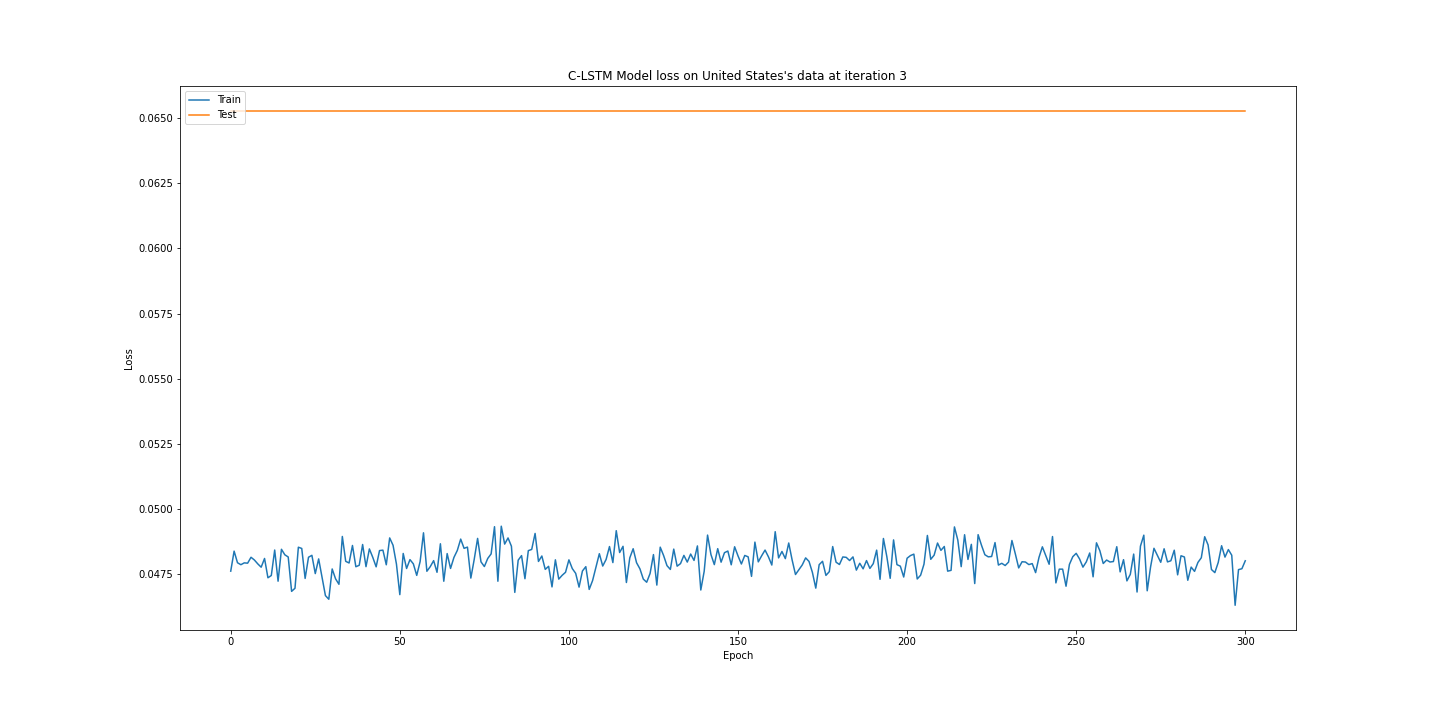 C-LSTM Model loss on United States's data at iteration 3
Train
Test
0.0650
0.0625
0.0600
0.0575
0.0550
0.0525
0.0500
0.0475
Loss
0 50 100 150 200 250 300
Epoch